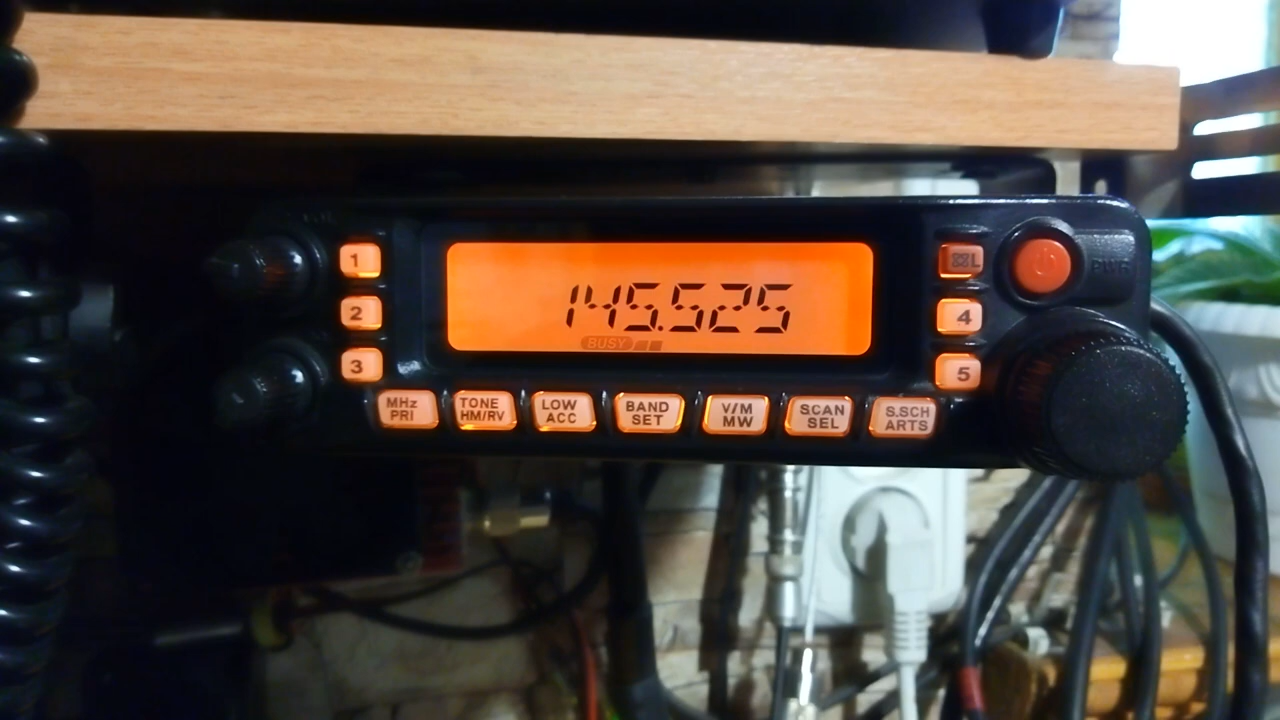 1
2
3
145.525
BUSY
L
PWR
4
5
MHz
PRI
TONE
HM/RV
LOW
ACC
BAND
SET
V/M
MW
SCAN
SEL
S.SCH
ARTS